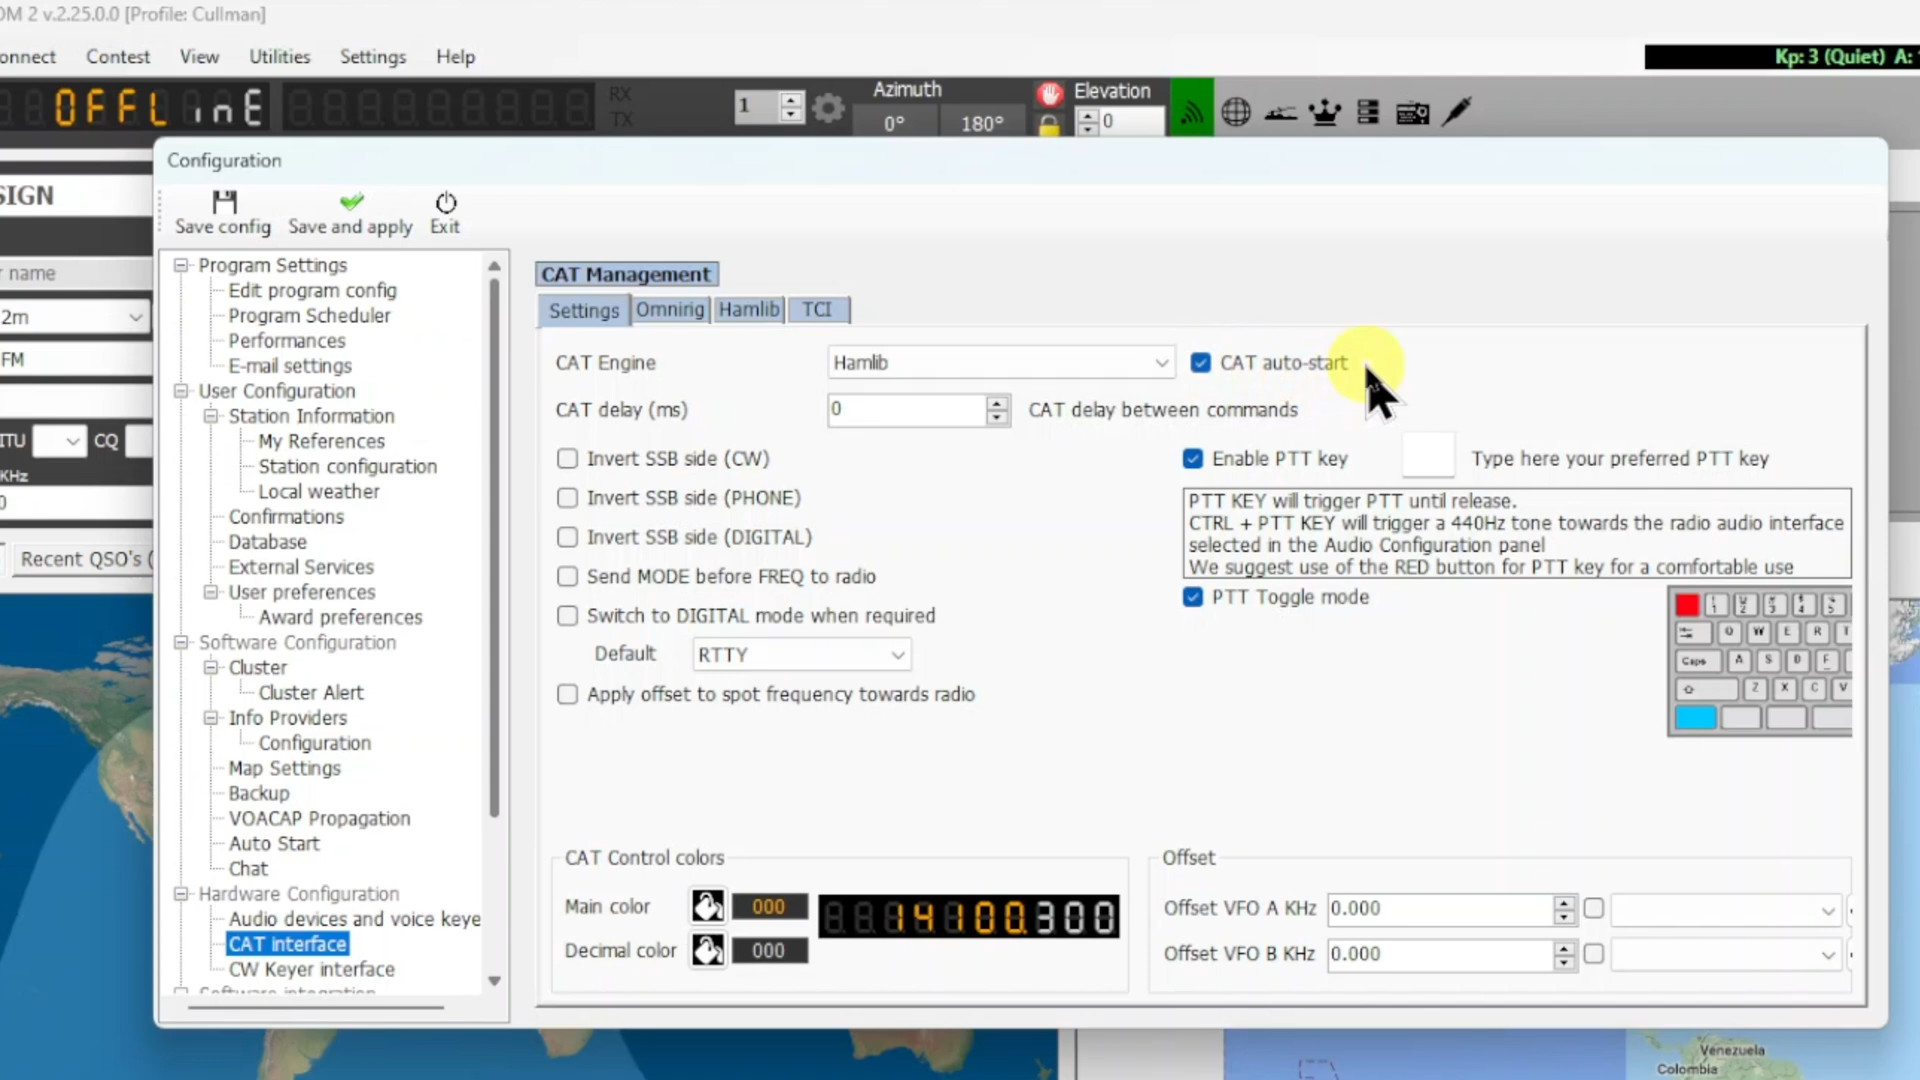 OM 2 v.2.25.0.0 [Profile: Cullman]
onnect Contest View Utilities Settings Help
Kp: 3 (Quiet) A:
OFFLinE
RX
TX
1
Azimuth
0° 180°
Elevation
0
Configuration
SIGN
Save config Save and apply Exit
r name
2m
FM
ITU CQ
KHz
0
Recent QSO's (
Program Settings
Edit program config
Program Scheduler
Performances
E-mail settings
User Configuration
Station Information
My References
Station configuration
Local weather
Confirmations
Database
External Services
User preferences
Award preferences
Software Configuration
Cluster
Cluster Alert
Info Providers
Configuration
Map Settings
Backup
VOACAP Propagation
Auto Start
Chat
Hardware Configuration
Audio devices and voice keye
CAT interface
CW Keyer interface
Software integration
CAT Management
Settings Omnirig Hamlib TCI
CAT Engine Hamlib CAT auto-start
CAT delay (ms) 0 CAT delay between commands
Invert SSB side (CW)
Invert SSB side (PHONE)
Invert SSB side (DIGITAL)
Send MODE before FREQ to radio
Switch to DIGITAL mode when required
Default RTTY
Apply offset to spot frequency towards radio
Enable PTT key Type here your preferred PTT key
PTT KEY will trigger PTT until release.
CTRL + PTT KEY will trigger a 440Hz tone towards the radio audio interface
selected in the Audio Configuration panel
We suggest use of the RED button for PTT key for a comfortable use
PTT Toggle mode
Q W E R T
Caps A S D F
Z X C V
CAT Control colors
Main color 000
14100300
Decimal color 000
Offset
Offset VFO A KHz 0.000
Offset VFO B KHz 0.000
Venezuela
Colombia